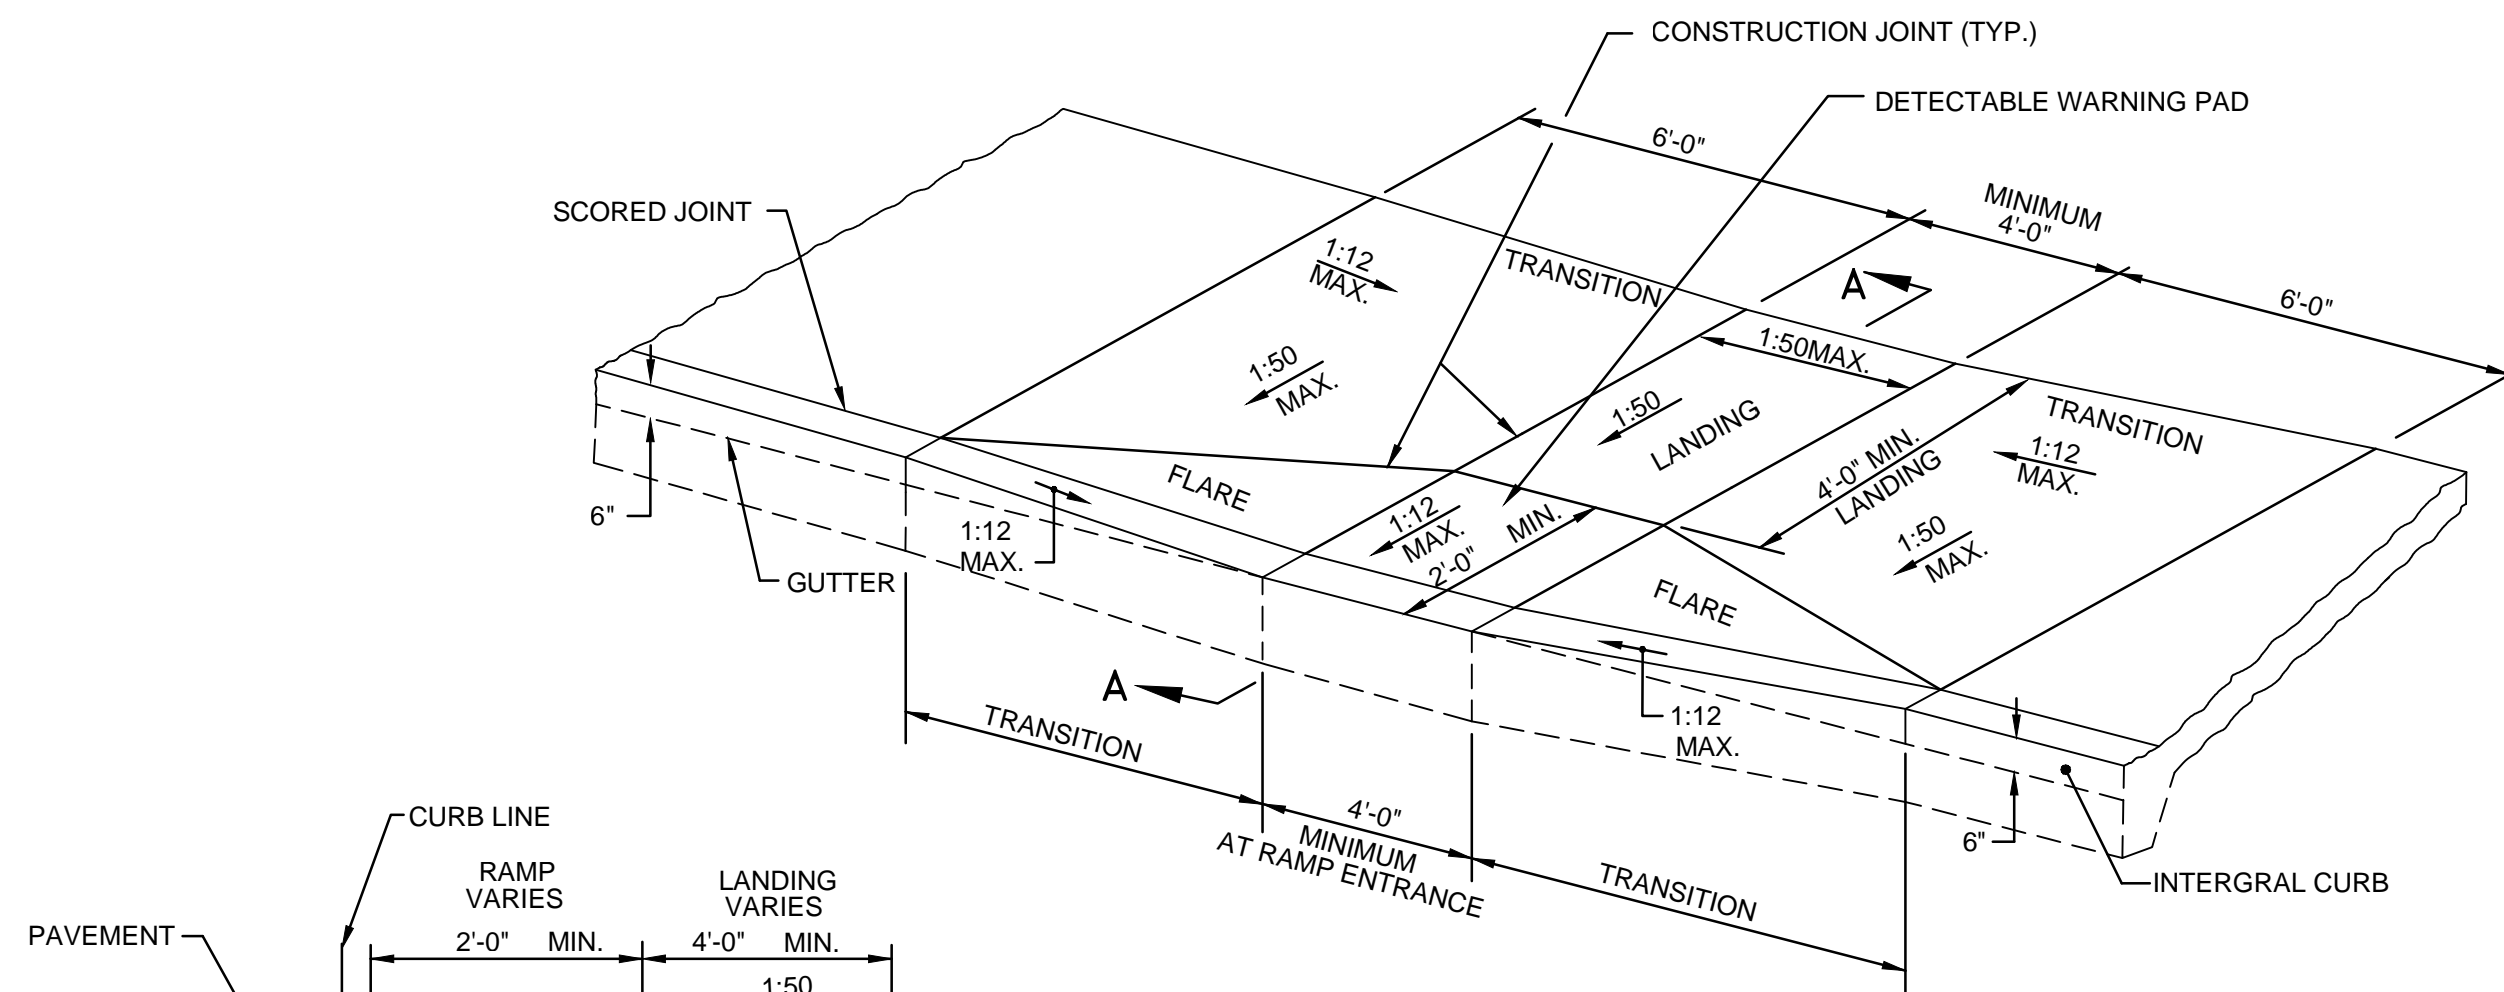 CONSTRUCTION JOINT (TYP.)
DETECTABLE WARNING PAD
6'-0"
MINIMUM
4'-0"
6'-0"
SCORED JOINT
1:12
MAX.
TRANSITION
A
1:50MAX.
1:50
MAX.
1:50
LANDING
4'-0" MIN.
LANDING
TRANSITION
1:12
MAX.
FLARE
1:12
MAX.
2'-0" MIN.
1:50
MAX.
6"
1:12
MAX.
GUTTER
FLARE
A
1:12
MAX.
TRANSITION
4'-0"
MINIMUM
AT RAMP ENTRANCE
TRANSITION
6"
INTERGRAL CURB
CURB LINE
RAMP
VARIES
LANDING
VARIES
PAVEMENT
2'-0" MIN.
4'-0" MIN.
1:50